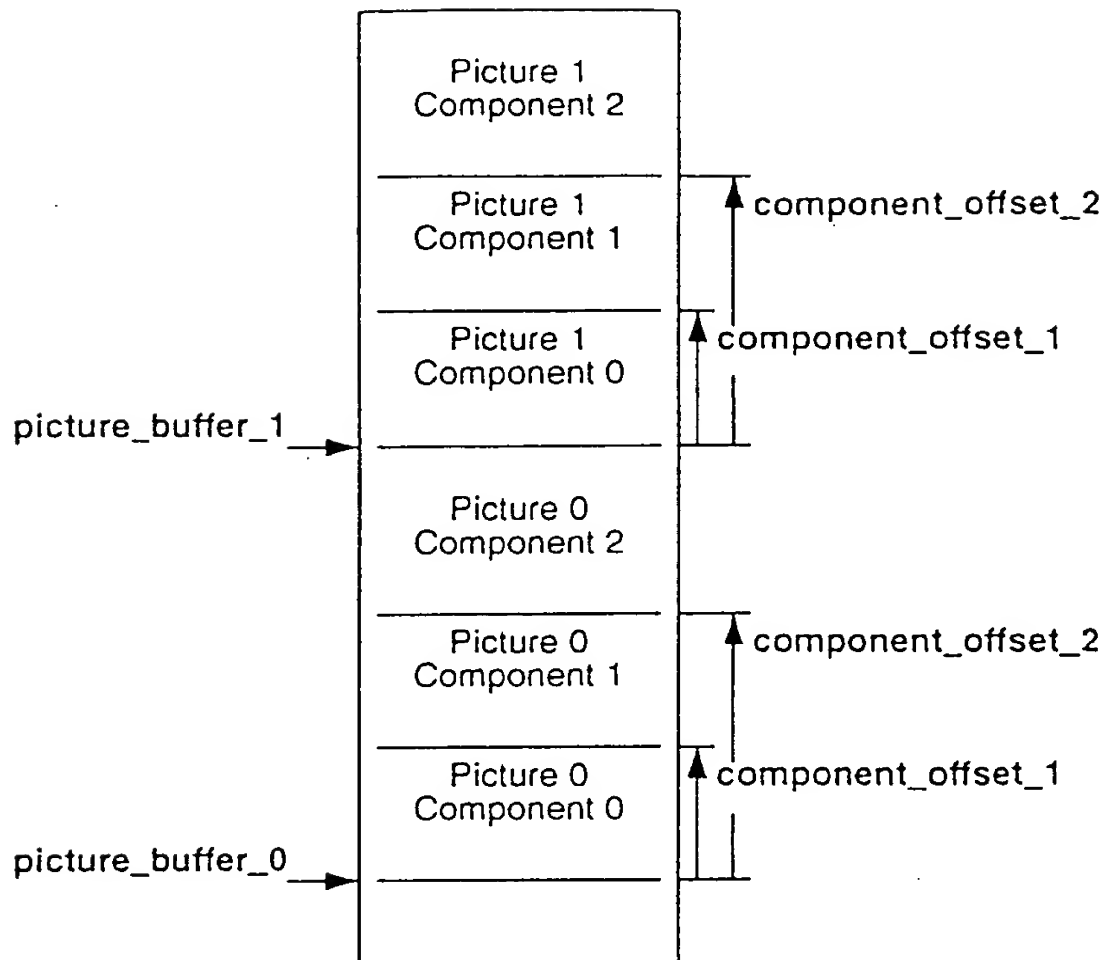 Picture 1
Component 2
Picture 1
Component 1
component_offset_2
Picture 1
Component 0
component_offset_1
picture_buffer_1
Picture 0
Component 2
Picture 0
Component 1
component_offset_2
Picture 0
Component 0
component_offset_1
picture_buffer_0